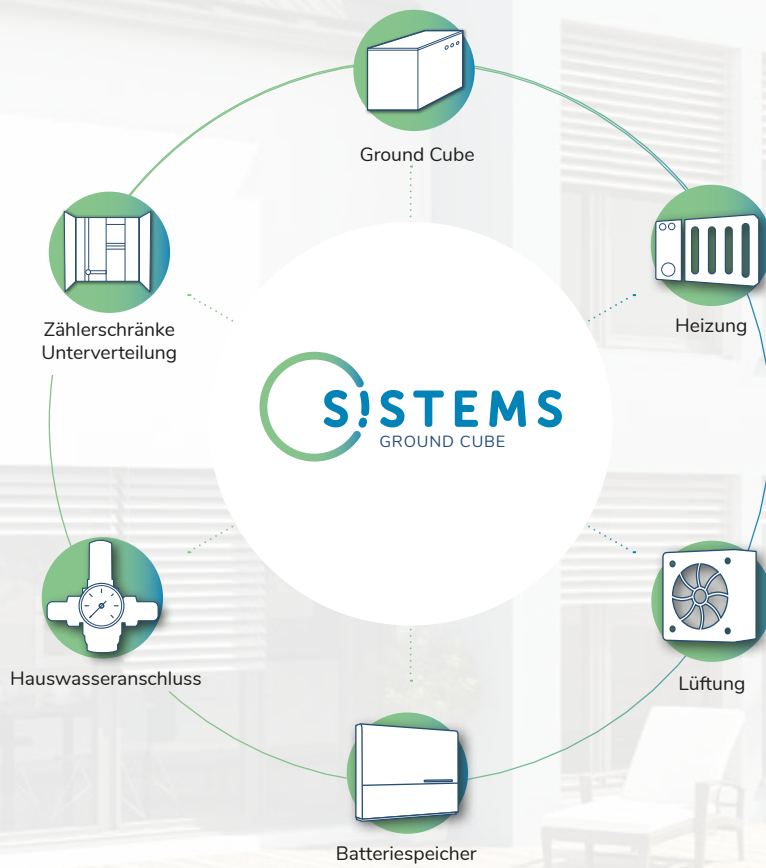 Ground Cube
Zählerschränke
Unterverteilung
Heizung
S!STEMS
GROUND CUBE
Hauswasseranschluss
Lüftung
Batteriespeicher